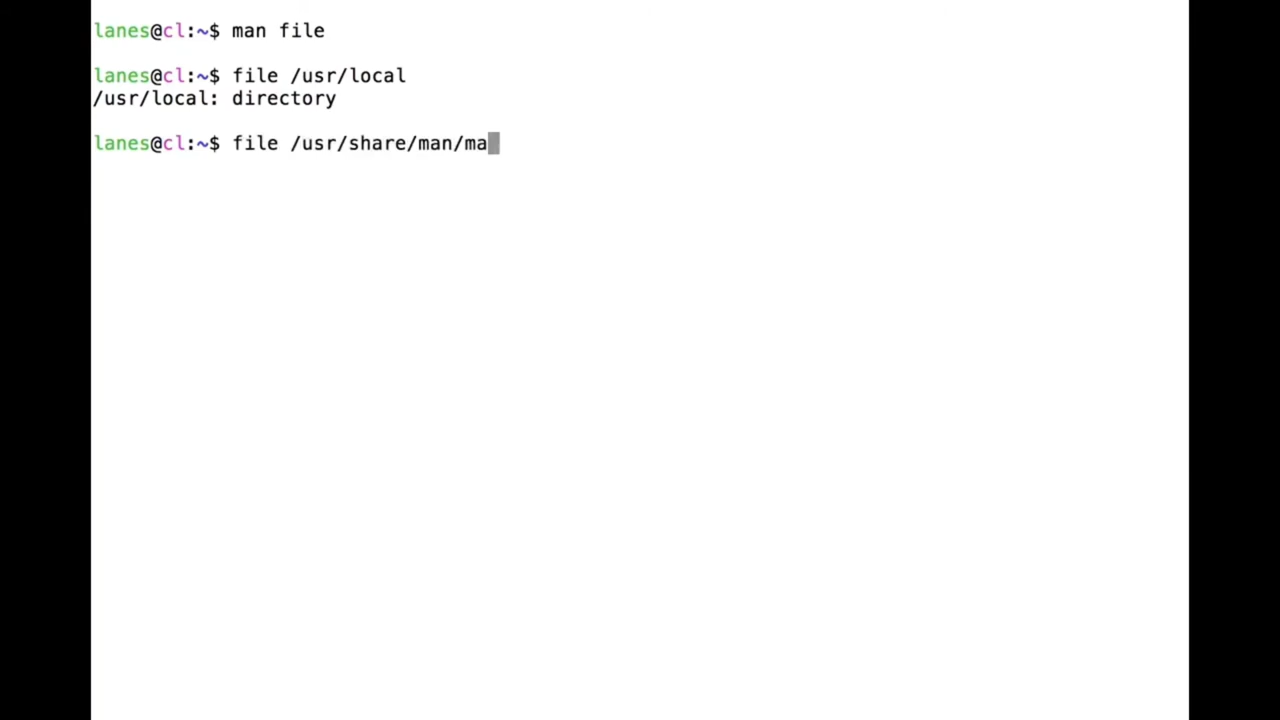 lanes@cl:~$ man file
lanes@cl:~$ file /usr/local
/usr/local: directory
lanes@cl:~$ file /usr/share/man/ma